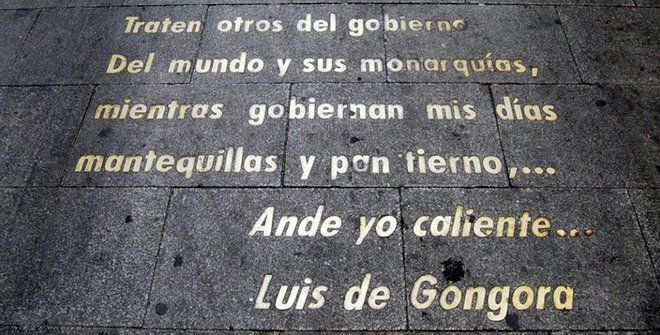 Traten otros del gobierno
Del mundo y sus monarquías,
mientras gobiernan mis días
mantequillas y pan tierno,...
Ande yo caliente...
Luis de Gongora